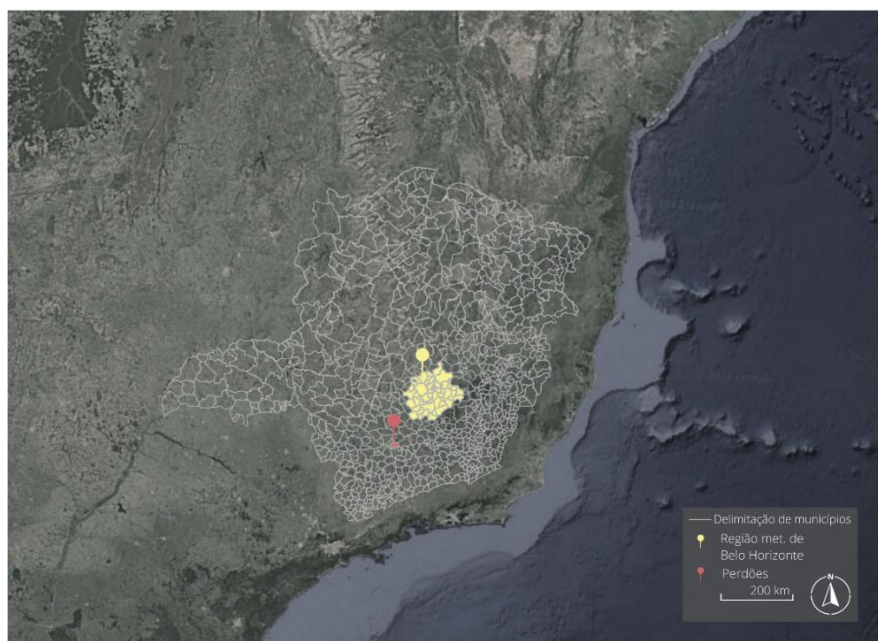 Delimitação de municípios
Região met. de
Belo Horizonte
Perdões
200 km
N